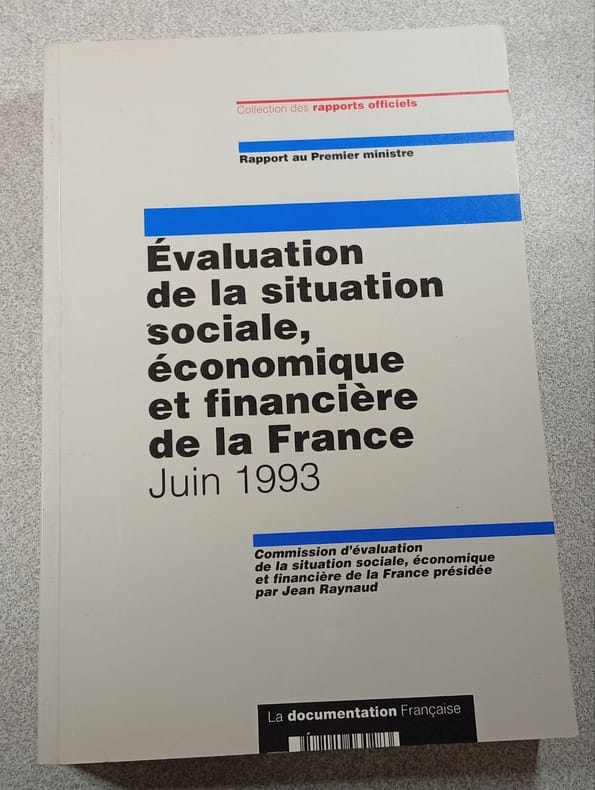 Collection des rapports officiels
Rapport au Premier ministre
Évaluation
de la situation
sociale,
économique
et financière
de la France
Juin 1993
Commission d'évaluation
de la situation sociale, économique
et financière de la France présidée
par Jean Raynaud
La documentation Française